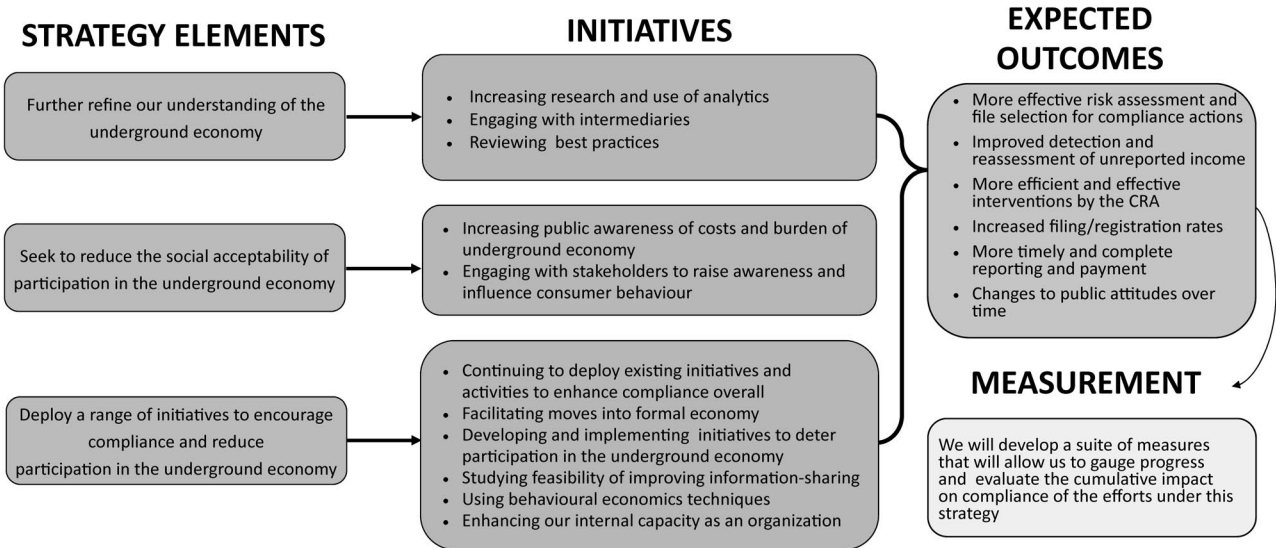 STRATEGY ELEMENTS
Further refine our understanding of the
underground economy
Seek to reduce the social acceptability of
participation in the underground economy
Deploy a range of initiatives to encourage
compliance and reduce
participation in the underground economy
INITIATIVES
• Increasing research and use of analytics
• Engaging with intermediaries
• Reviewing best practices
• Increasing public awareness of costs and burden of
underground economy
• Engaging with stakeholders to raise awareness and
influence consumer behaviour
• Continuing to deploy existing initiatives and
activities to enhance compliance overall
• Facilitating moves into formal economy
• Developing and implementing initiatives to deter
participation in the underground economy
• Studying feasibility of improving information-sharing
• Using behavioural economics techniques
• Enhancing our internal capacity as an organization
EXPECTED
OUTCOMES
• More effective risk assessment and
file selection for compliance actions
• Improved detection and
reassessment of unreported income
• More efficient and effective
interventions by the CRA
• Increased filing/registration rates
• More timely and complete
reporting and payment
• Changes to public attitudes over
time
MEASUREMENT
We will develop a suite of measures
that will allow us to gauge progress
and evaluate the cumulative impact
on compliance of the efforts under this
strategy